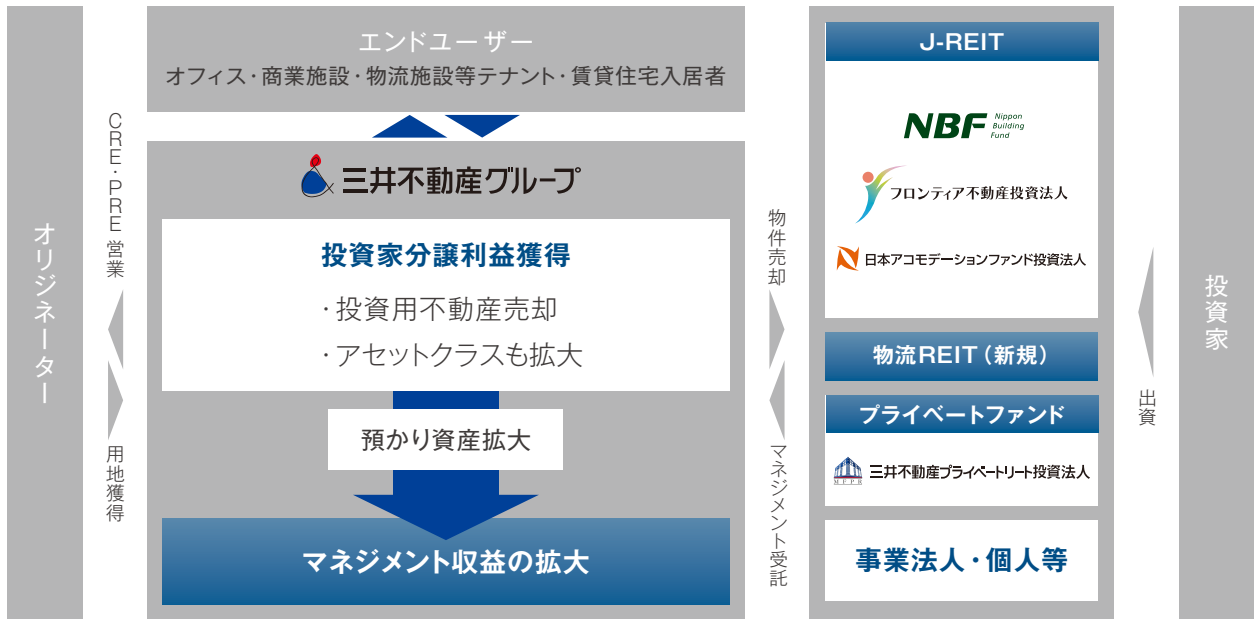 オリジネーター
CRE・PRE 営業
用地獲得
エンドユーザー
オフィス・商業施設・物流施設等テナント・賃貸住宅入居者
三井不動産グループ
投資家分譲利益獲得
・投資用不動産売却
・アセットクラスも拡大
預かり資産拡大
マネジメント収益の拡大
物件売却
マネジメント受託
J-REIT
NBF Nippon
Building
Fund
フロンティア不動産投資法人
日本アコモデーションファンド投資法人
物流REIT（新規）
プライベートファンド
MFPR
三井不動産プライベートリート投資法人
事業法人・個人等
出資
投資家